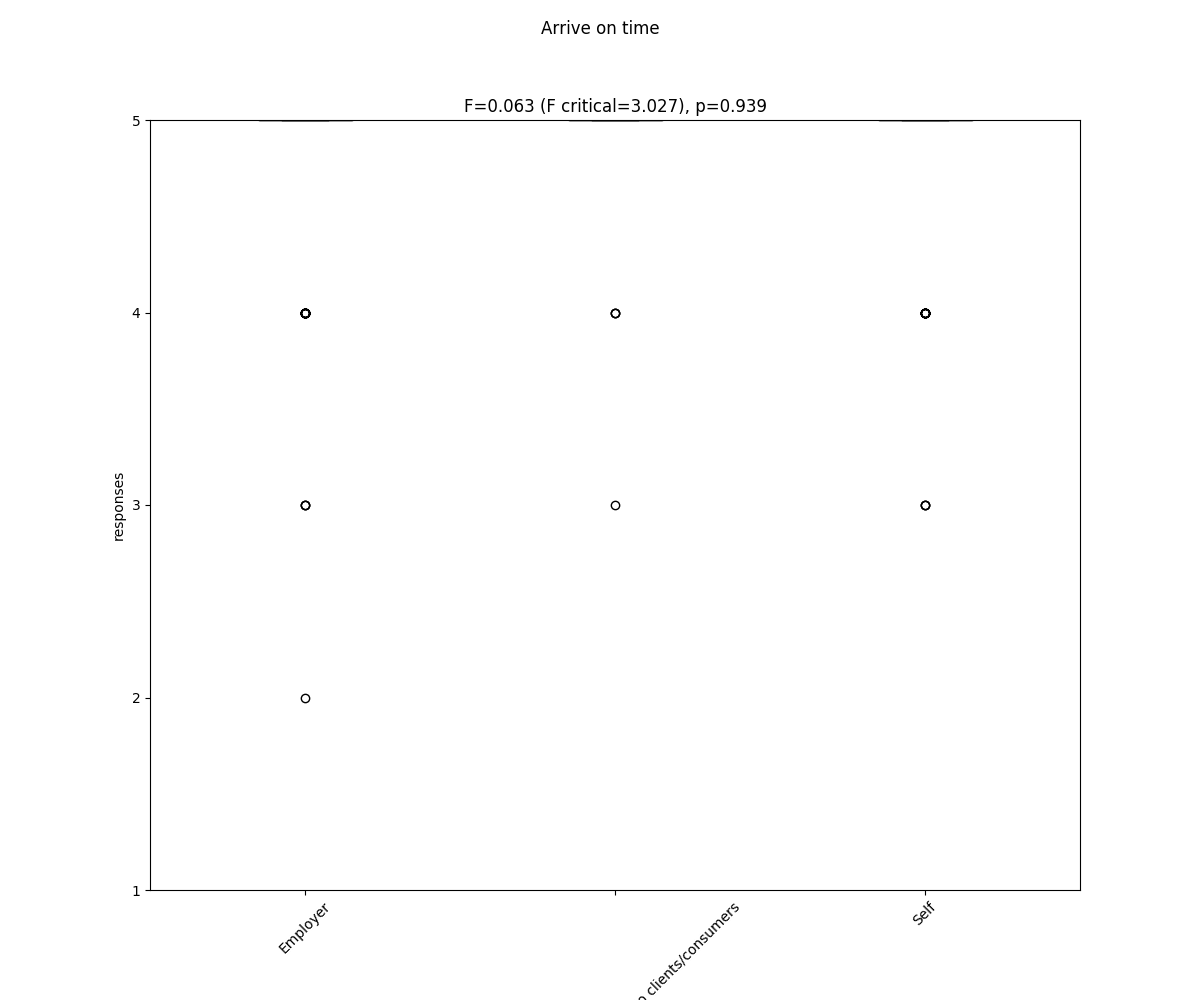 Arrive on time
F=0.063 (F critical=3.027), p=0.939
5
4
3
2
1
responses
Employer
clients/consumers
Self